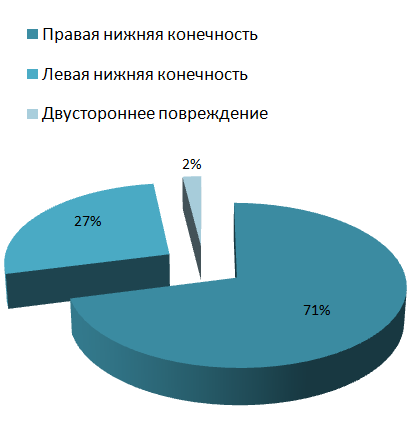 Правая нижняя конечность
Левая нижняя конечность
Двустороннее повреждение
2%
27%
71%